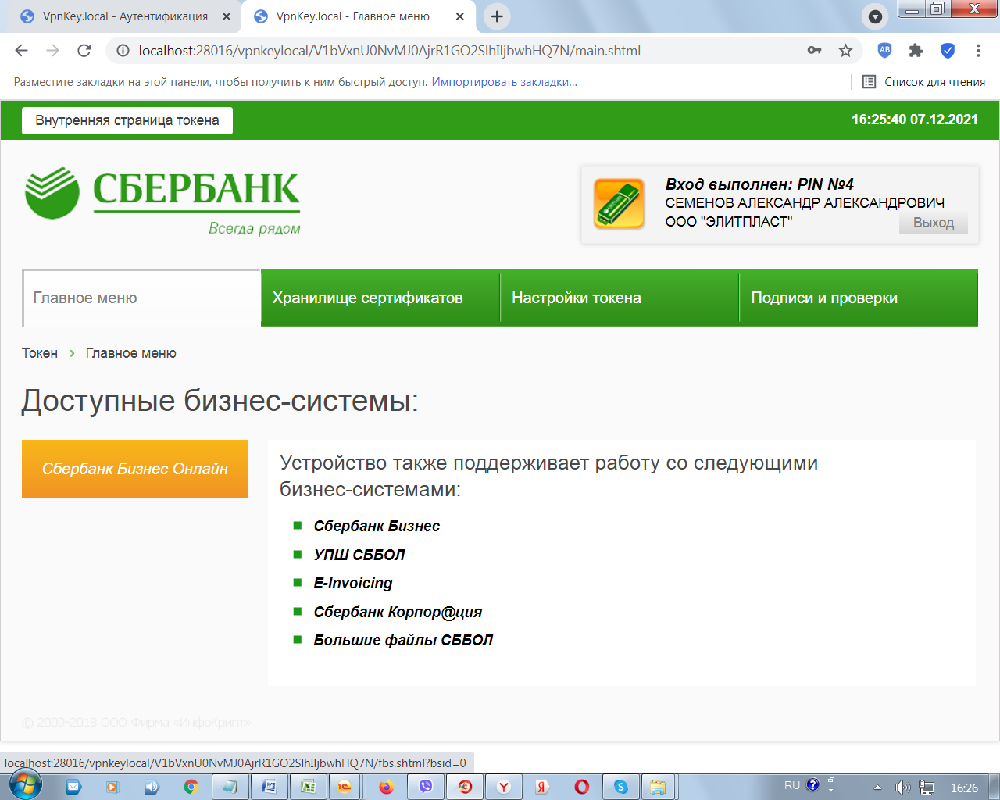 VpnKey.local - Аутентификация
VpnKey.local - Главное меню
localhost:28016/vpnkeylocal/V1bVxnU0NvMJ0AjrR1GO2SlhIljbwhHQ7N/main.shtml
AB
Разместите закладки на этой панели, чтобы получить к ним быстрый доступ. Импортировать закладки...
Список для чтения
Внутренняя страница токена
16:25:40 07.12.2021
СБЕРБАНК
Всегда рядом
Вход выполнен: PIN №4
СЕМЕНОВ АЛЕКСАНДР АЛЕКСАНДРОВИЧ
ООО "ЭЛИТПЛАСТ"
Выход
Главное меню
Хранилище сертификатов
Настройки токена
Подписи и проверки
Токен › Главное меню
Доступные бизнес-системы:
Сбербанк Бизнес Онлайн
Устройство также поддерживает работу со следующими
бизнес-системами:
Сбербанк Бизнес
УПШ СББОЛ
E-Invoicing
Сбербанк Корпор@ция
Большие файлы СББОЛ
© 2009-2018 ООО Фирма «ИнфоКрипт»
localhost:28016/vpnkeylocal/V1bVxnU0NvMJ0AjrR1GO2SlhIljbwhHQ7N/fbs.shtml?bsid=0
RU
16:26